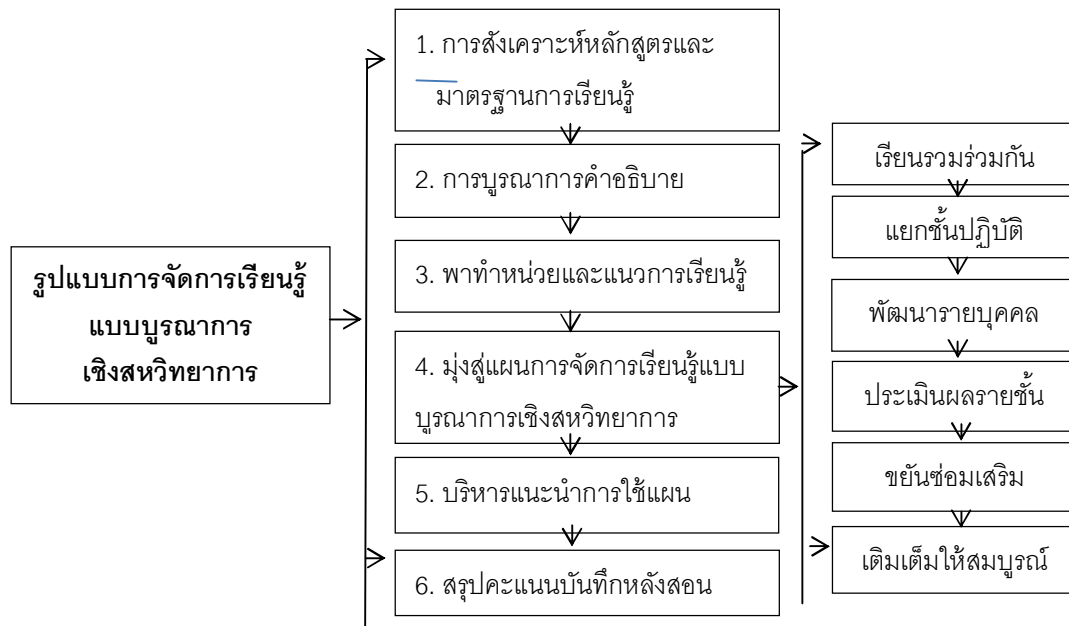 รูปแบบการจัดการเรียนรู้
แบบบูรณาการ
เชิงสหวิทยาการ
1. การสังเคราะห์หลักสูตรและ
มาตรฐานการเรียนรู้
2. การบูรณาการคำอธิบาย
3. พาทำหน่วยและแนวการเรียนรู้
4. มุ่งสู่แผนการจัดการเรียนรู้แบบ
บูรณาการเชิงสหวิทยาการ
5. บริหารแนะนำการใช้แผน
6. สรุปคะแนนบันทึกหลังสอน
เรียนรวมร่วมกัน
แยกชั้นปฏิบัติ
พัฒนารายบุคคล
ประเมินผลรายชั้น
ขยันซ่อมเสริม
เติมเต็มให้สมบูรณ์